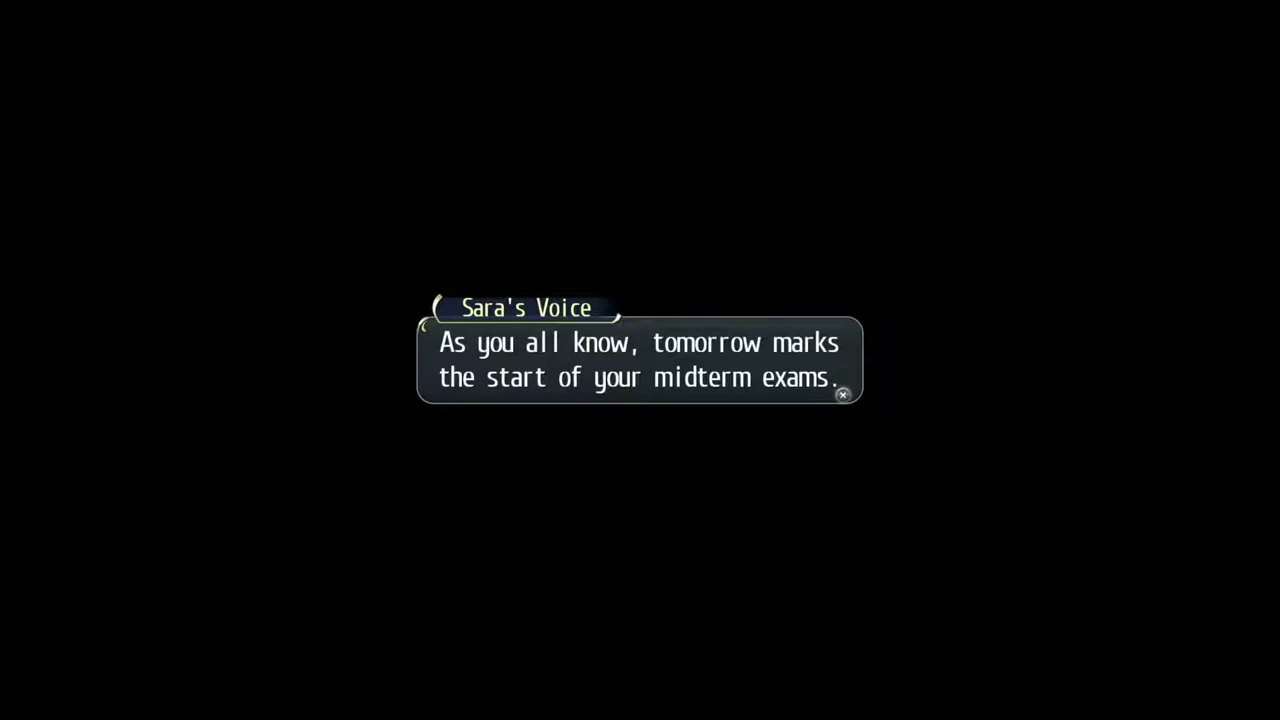 Sara's Voice
As you all know, tomorrow marks
the start of your midterm exams.